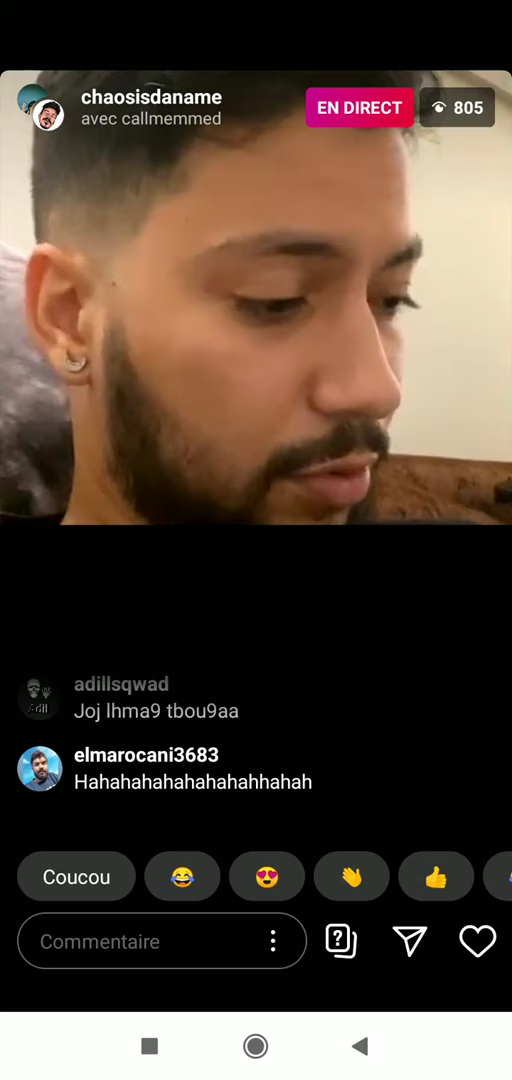 chaosisdaname
avec callmemmed
EN DIRECT
805
adillsqwad
Joj lhma9 tbou9aa
elmarocani3683
Hahahahahahahahahhahah
Coucou
Commentaire